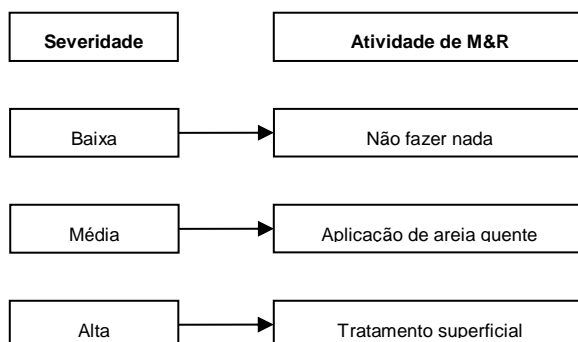 Severidade Atividade de M&R
Baixa Não fazer nada
Média Aplicação de areia quente
Alta Tratamento superficial